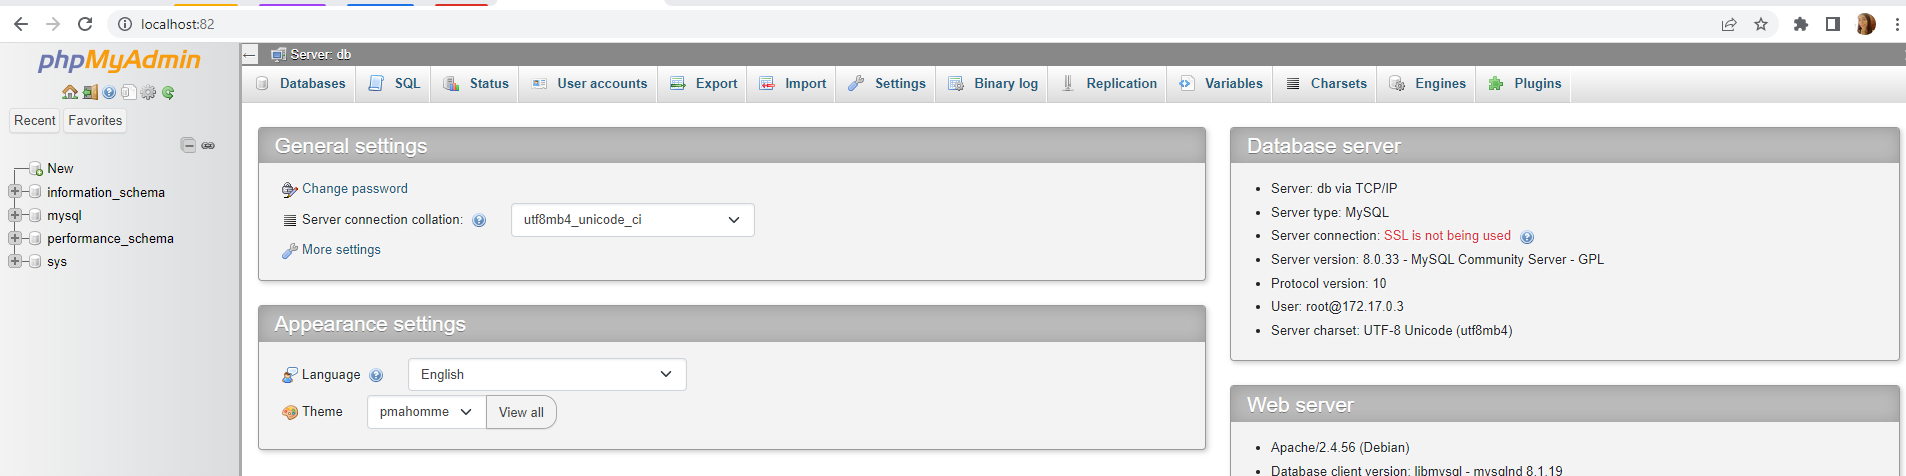 localhost:82
phpMyAdmin
Recent Favorites
New
information_schema
mysql
performance_schema
sys
Server: db
Databases SQL Status User accounts Export Import Settings Binary log Replication Variables Charsets Engines Plugins
General settings
Change password
Server connection collation: utf8mb4_unicode_ci
More settings
Appearance settings
Language English
Theme pmahomme View all
Database server
Server: db via TCP/IP
Server type: MySQL
Server connection: SSL is not being used
Server version: 8.0.33 - MySQL Community Server - GPL
Protocol version: 10
User: root@172.17.0.3
Server charset: UTF-8 Unicode (utf8mb4)
Web server
Apache/2.4.56 (Debian)
Database client version: libmysql - mysqlnd 8.1.19